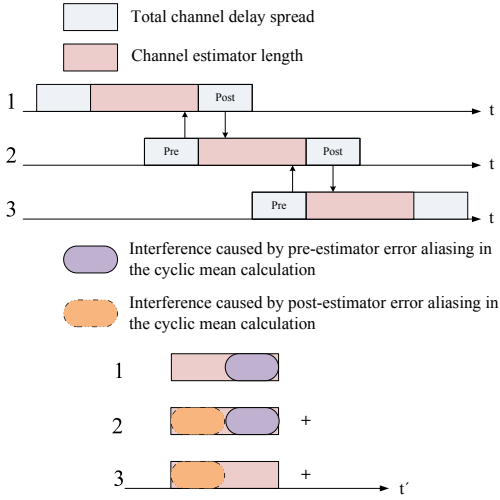 Total channel delay spread
Channel estimator length
1 Post t
2 Pre Post t
3 Pre t
Interference caused by pre-estimator error aliasing in
the cyclic mean calculation
Interference caused by post-estimator error aliasing in
the cyclic mean calculation
1
2 +
3 +
t´